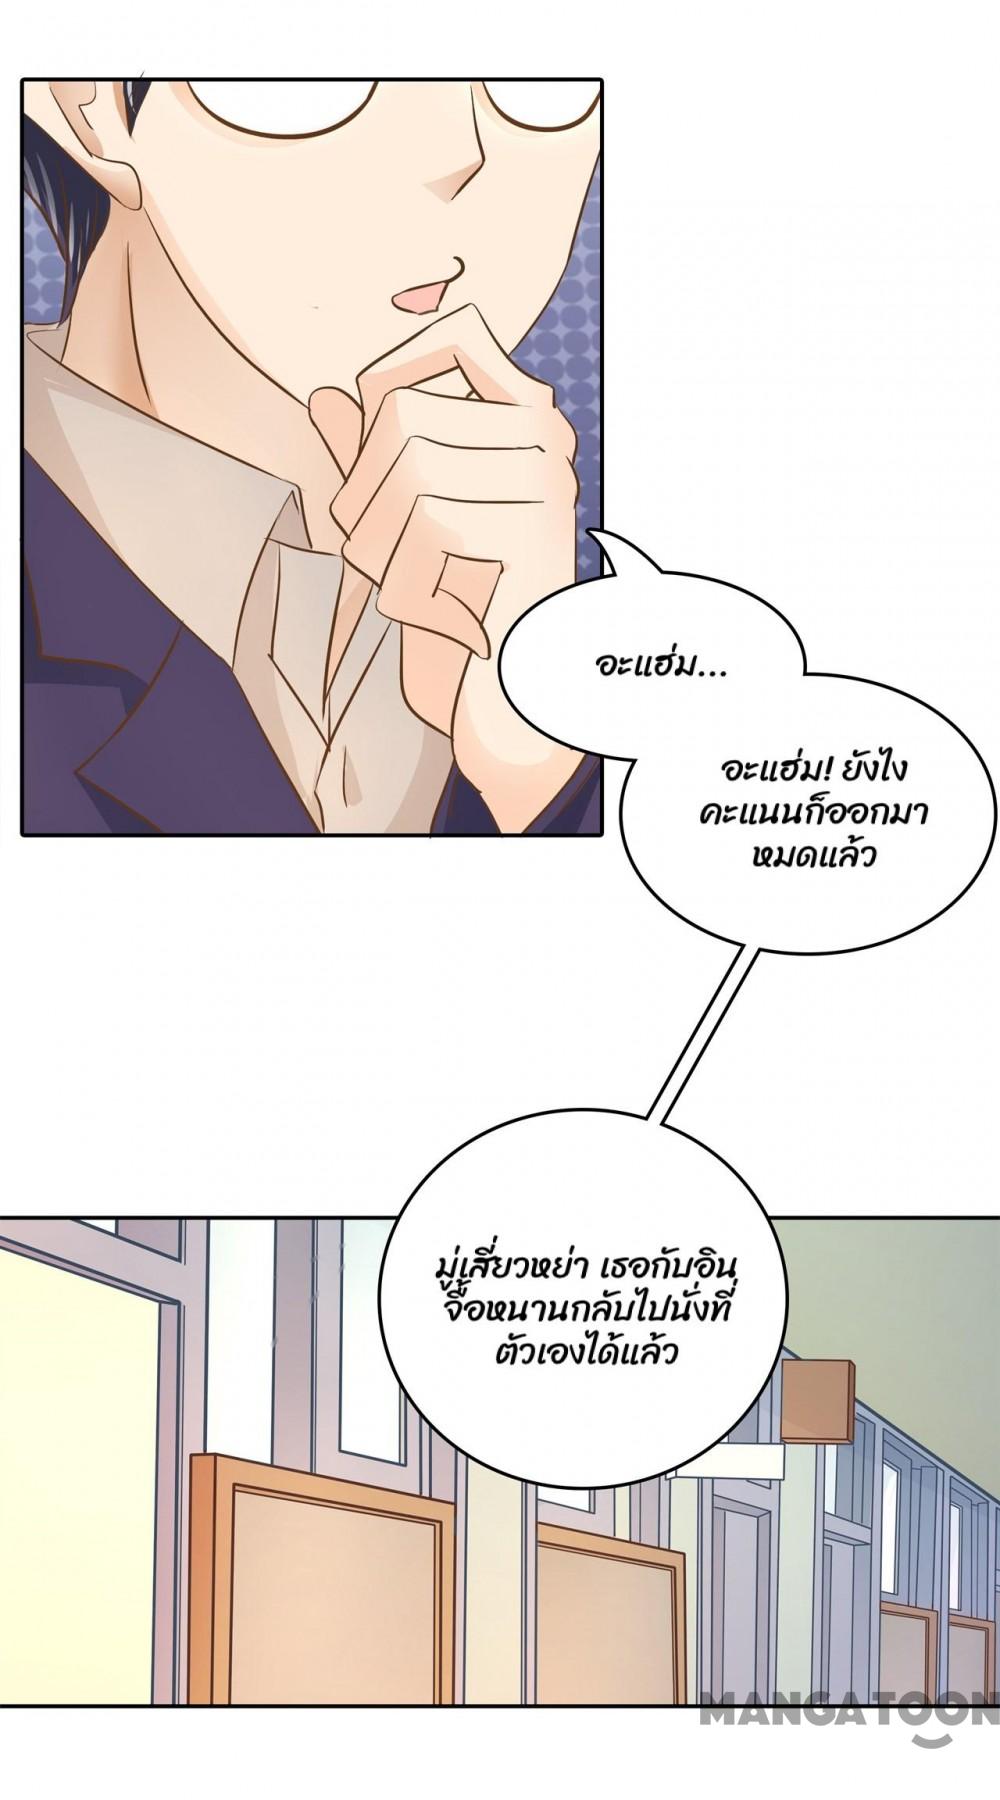 อะแฮ่ม...
อะแฮ่ม! ยังไง
คะแนนก็ออกมา
หมดแล้ว
มู่เสี่ยวหย่า เธอกับอิน
จื้อหนานกลับไปนั่งที่
ตัวเองได้แล้ว
MANGATOON